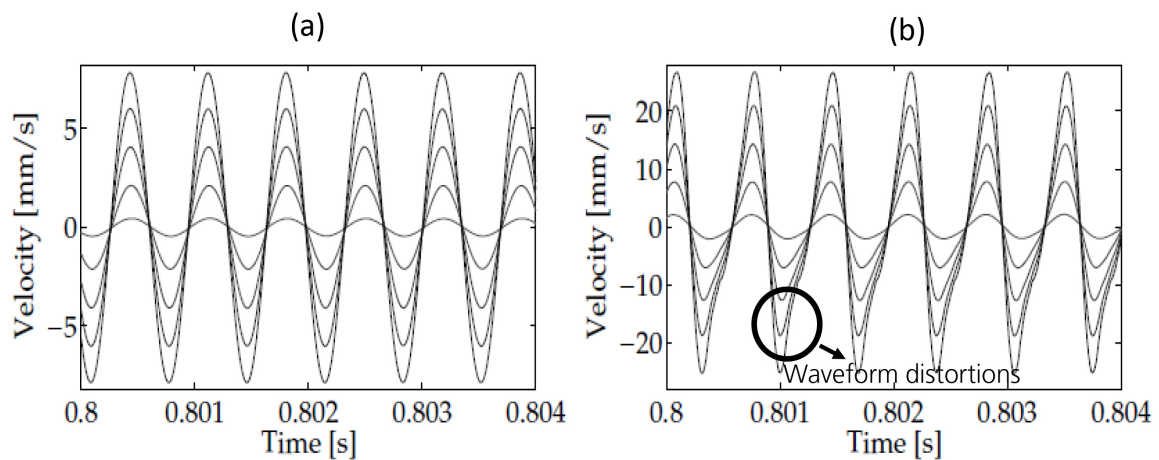 (a)
(b)
Velocity [mm/s]
5
0
−5
0.8 0.801 0.802 0.803 0.804
Time [s]
Velocity [mm/s]
20
10
0
−10
−20
Waveform distortions
0.8 0.801 0.802 0.803 0.804
Time [s]